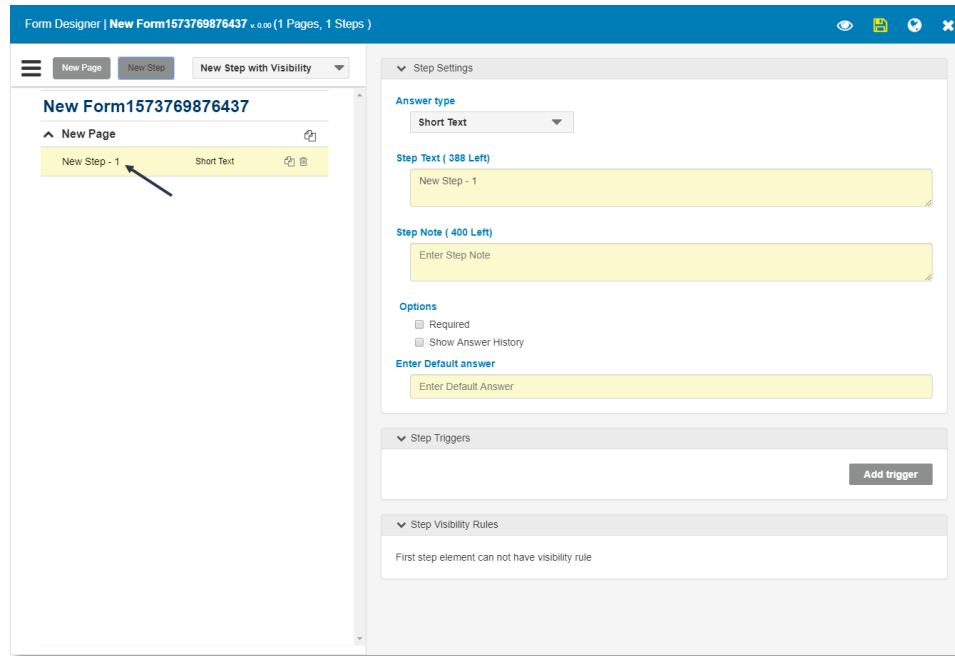 Form Designer | New Form1573769876437 v. 0.00 (1 Pages, 1 Steps )
New Page
New Step
New Step with Visibility
New Form1573769876437
New Page
New Step - 1
Short Text
Step Settings
Answer type
Short Text
Step Text ( 388 Left)
New Step - 1
Step Note ( 400 Left)
Enter Step Note
Options
Required
Show Answer History
Enter Default answer
Enter Default Answer
Step Triggers
Add trigger
Step Visibility Rules
First step element can not have visibility rule